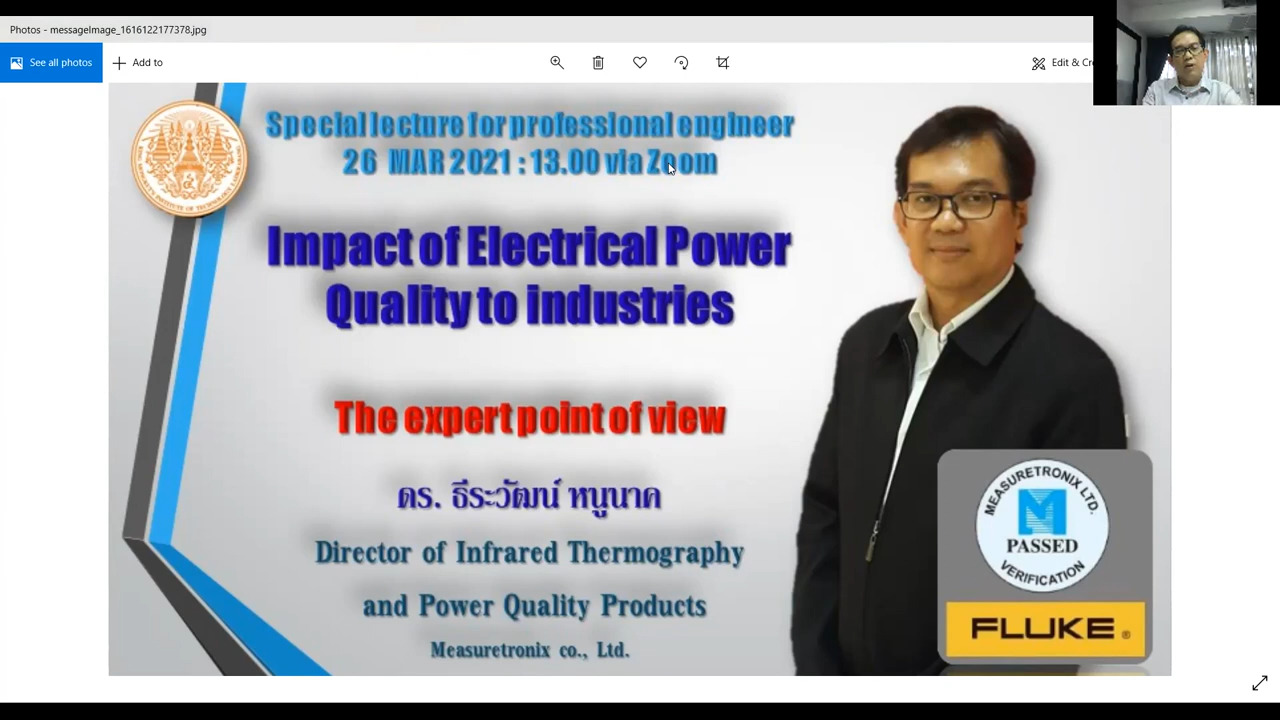 Photos - messageImage_1616122177378.jpg
See all photos
Add to
Edit & Cr
Special lecture for professional engineer
26 MAR 2021 : 13.00 via Zoom
Impact of Electrical Power
Quality to industries
The expert point of view
ดร. ธีระวัฒน์ หนูนาค
Director of Infrared Thermography
and Power Quality Products
Measuretronix co., Ltd.
MEASURETRONIX LTD.
PASSED
VERIFICATION
FLUKE®